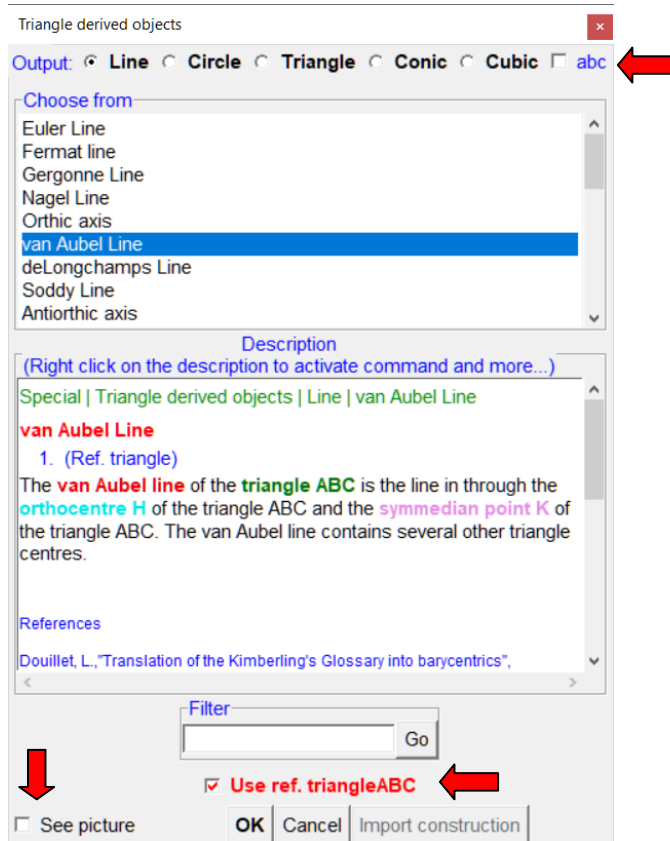 Triangle derived objects
Output: Line Circle Triangle Conic Cubic abc
Choose from
Euler Line
Fermat line
Gergonne Line
Nagel Line
Orthic axis
van Aubel Line
deLongchamps Line
Soddy Line
Antiorthic axis
Description
(Right click on the description to activate command and more...)
Special | Triangle derived objects | Line | van Aubel Line
van Aubel Line
1. (Ref. triangle)
The van Aubel line of the triangle ABC is the line in through the
orthocentre H of the triangle ABC and the symmedian point K of
the triangle ABC. The van Aubel line contains several other triangle
centres.
References
Douillet, L.,"Translation of the Kimberling's Glossary into barycentrics",
Filter
Go
Use ref. triangleABC
See picture OK Cancel Import construction